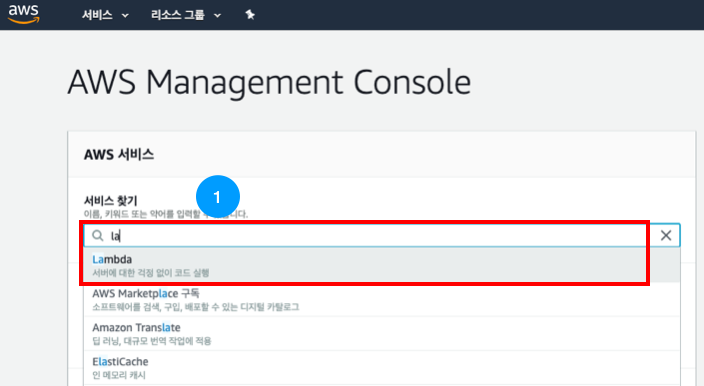 aws 서비스 리소스 그룹
AWS Management Console
AWS 서비스
1
서비스 찾기
이름, 키워드 또는 약어를 입력할 수 있습니다.
la
Lambda
서버에 대한 걱정 없이 코드 실행
AWS Marketplace 구독
소프트웨어를 검색, 구입, 배포할 수 있는 디지털 카탈로그
Amazon Translate
딥 러닝, 대규모 번역 작업에 적용
ElastiCache
인 메모리 캐시